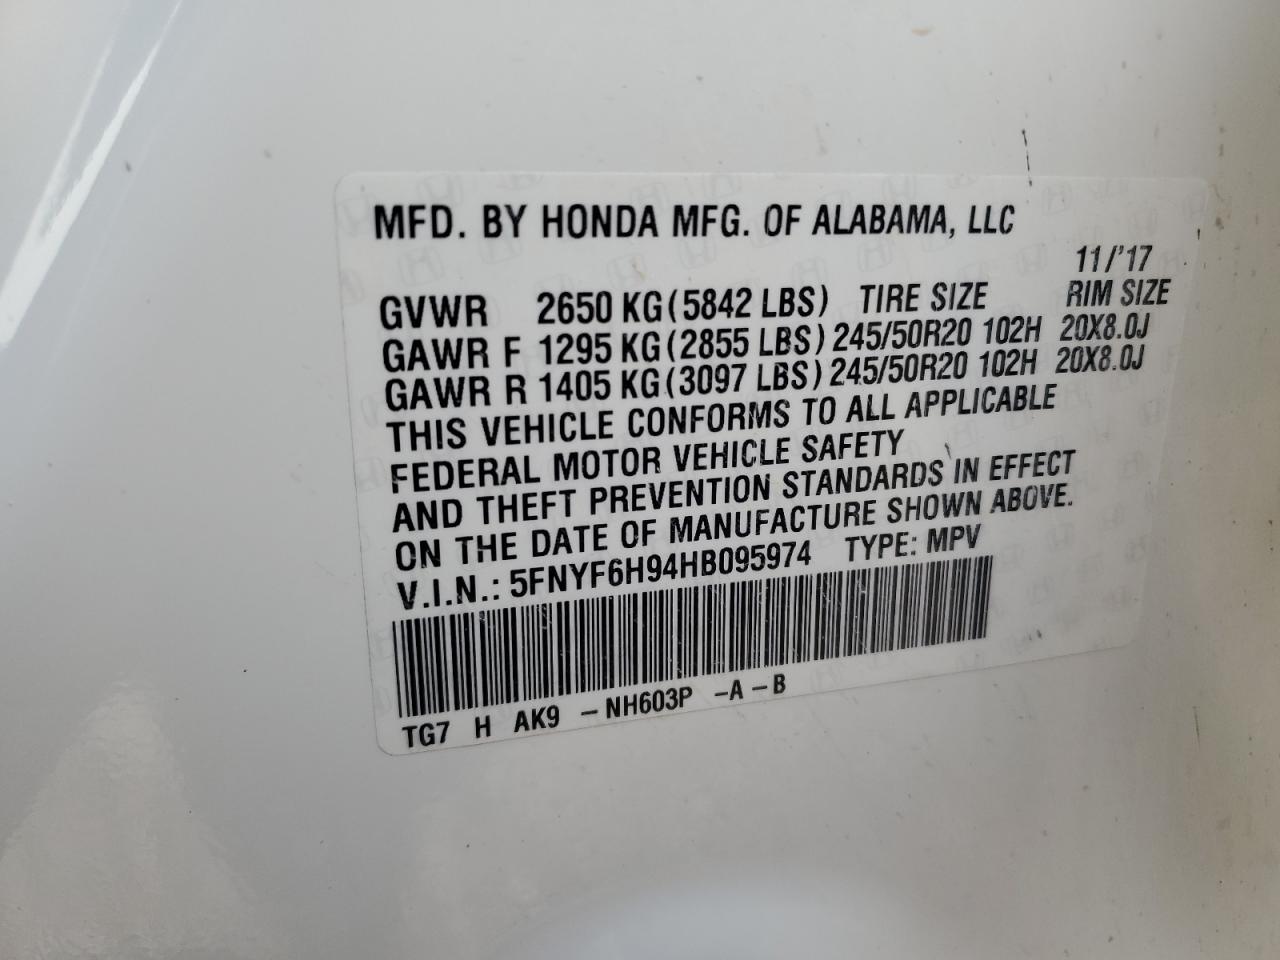 MFD. BY HONDA MFG. OF ALABAMA, LLC
11/'17
GVWR 2650 KG (5842 LBS) TIRE SIZE RIM SIZE
GAWR F 1295 KG (2855 LBS) 245/50R20 102H 20X8.0J
GAWR R 1405 KG (3097 LBS) 245/50R20 102H 20X8.0J
THIS VEHICLE CONFORMS TO ALL APPLICABLE
FEDERAL MOTOR VEHICLE SAFETY
AND THEFT PREVENTION STANDARDS IN EFFECT
ON THE DATE OF MANUFACTURE SHOWN ABOVE.
V.I.N.: 5FNYF6H94HB095974 TYPE: MPV
TG7 H AK9 -NH603P -A-B